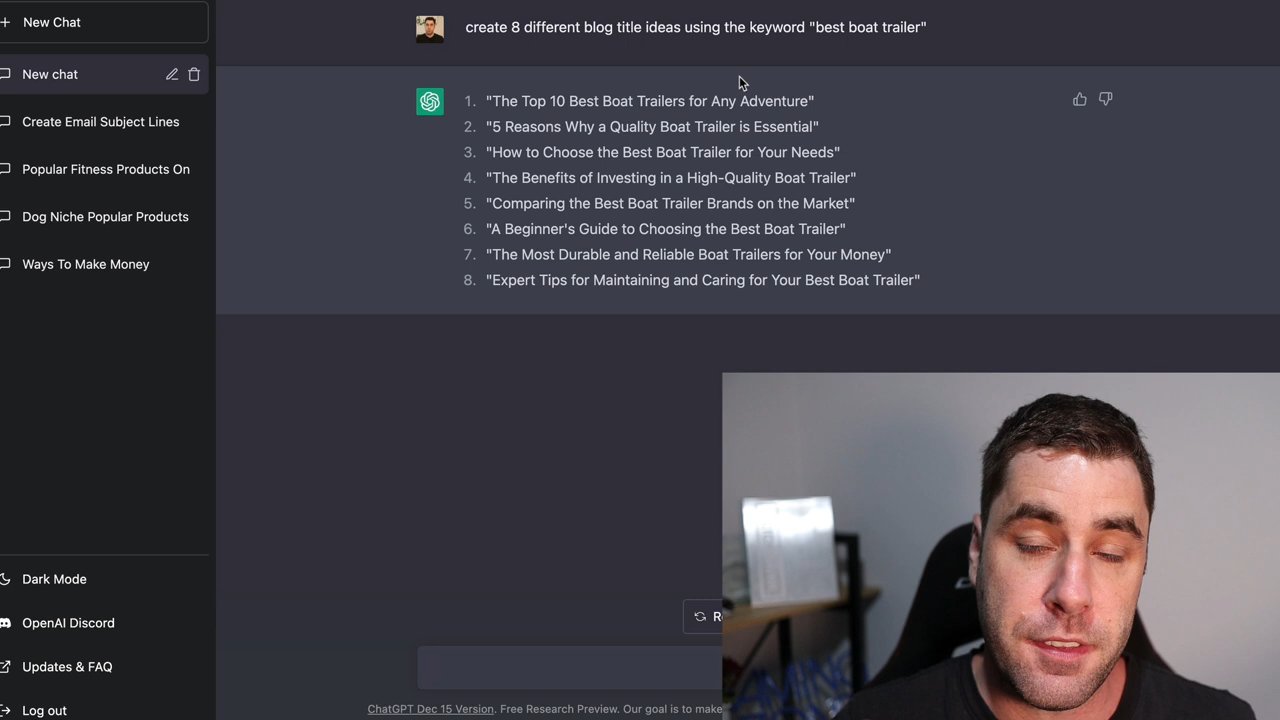 New Chat
New chat
Create Email Subject Lines
Popular Fitness Products On
Dog Niche Popular Products
Ways To Make Money
Dark Mode
OpenAI Discord
Updates & FAQ
Log out
create 8 different blog title ideas using the keyword "best boat trailer"
1. "The Top 10 Best Boat Trailers for Any Adventure"
2. "5 Reasons Why a Quality Boat Trailer is Essential"
3. "How to Choose the Best Boat Trailer for Your Needs"
4. "The Benefits of Investing in a High-Quality Boat Trailer"
5. "Comparing the Best Boat Trailer Brands on the Market"
6. "A Beginner's Guide to Choosing the Best Boat Trailer"
7. "The Most Durable and Reliable Boat Trailers for Your Money"
8. "Expert Tips for Maintaining and Caring for Your Best Boat Trailer"
ChatGPT Dec 15 Version. Free Research Preview. Our goal is to make